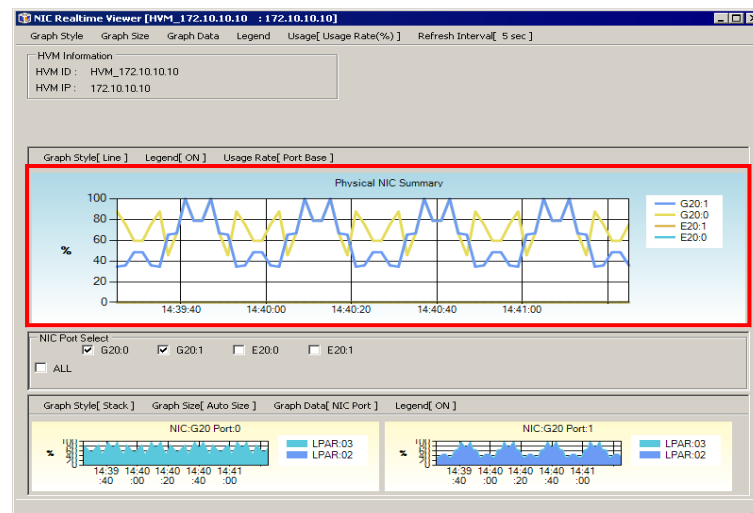 NIC Realtime Viewer [HVM_172.10.10.10 : 172.10.10.10]
Graph Style Graph Size Graph Data Legend Usage[ Usage Rate(%) ] Refresh Interval[ 5 sec ]
HVM Information
HVM ID : HVM_172.10.10.10
HVM IP : 172.10.10.10
Graph Style[ Line ] Legend[ ON ] Usage Rate[ Port Base ]
Physical NIC Summary
100
80
60
40
20
0
%
14:39:40 14:40:00 14:40:20 14:40:40 14:41:00
G20:1
G20:0
E20:1
E20:0
NIC Port Select
G20:0 G20:1 E20:0 E20:1
ALL
Graph Style[ Stack ] Graph Size[ Auto Size ] Graph Data[ NIC Port ] Legend[ ON ]
NIC:G20 Port:0
%
14:39:40 14:40:00 14:40:20 14:40:40 14:41:00
LPAR:03
LPAR:02
NIC:G20 Port:1
%
14:39:40 14:40:00 14:40:20 14:40:40 14:41:00
LPAR:03
LPAR:02